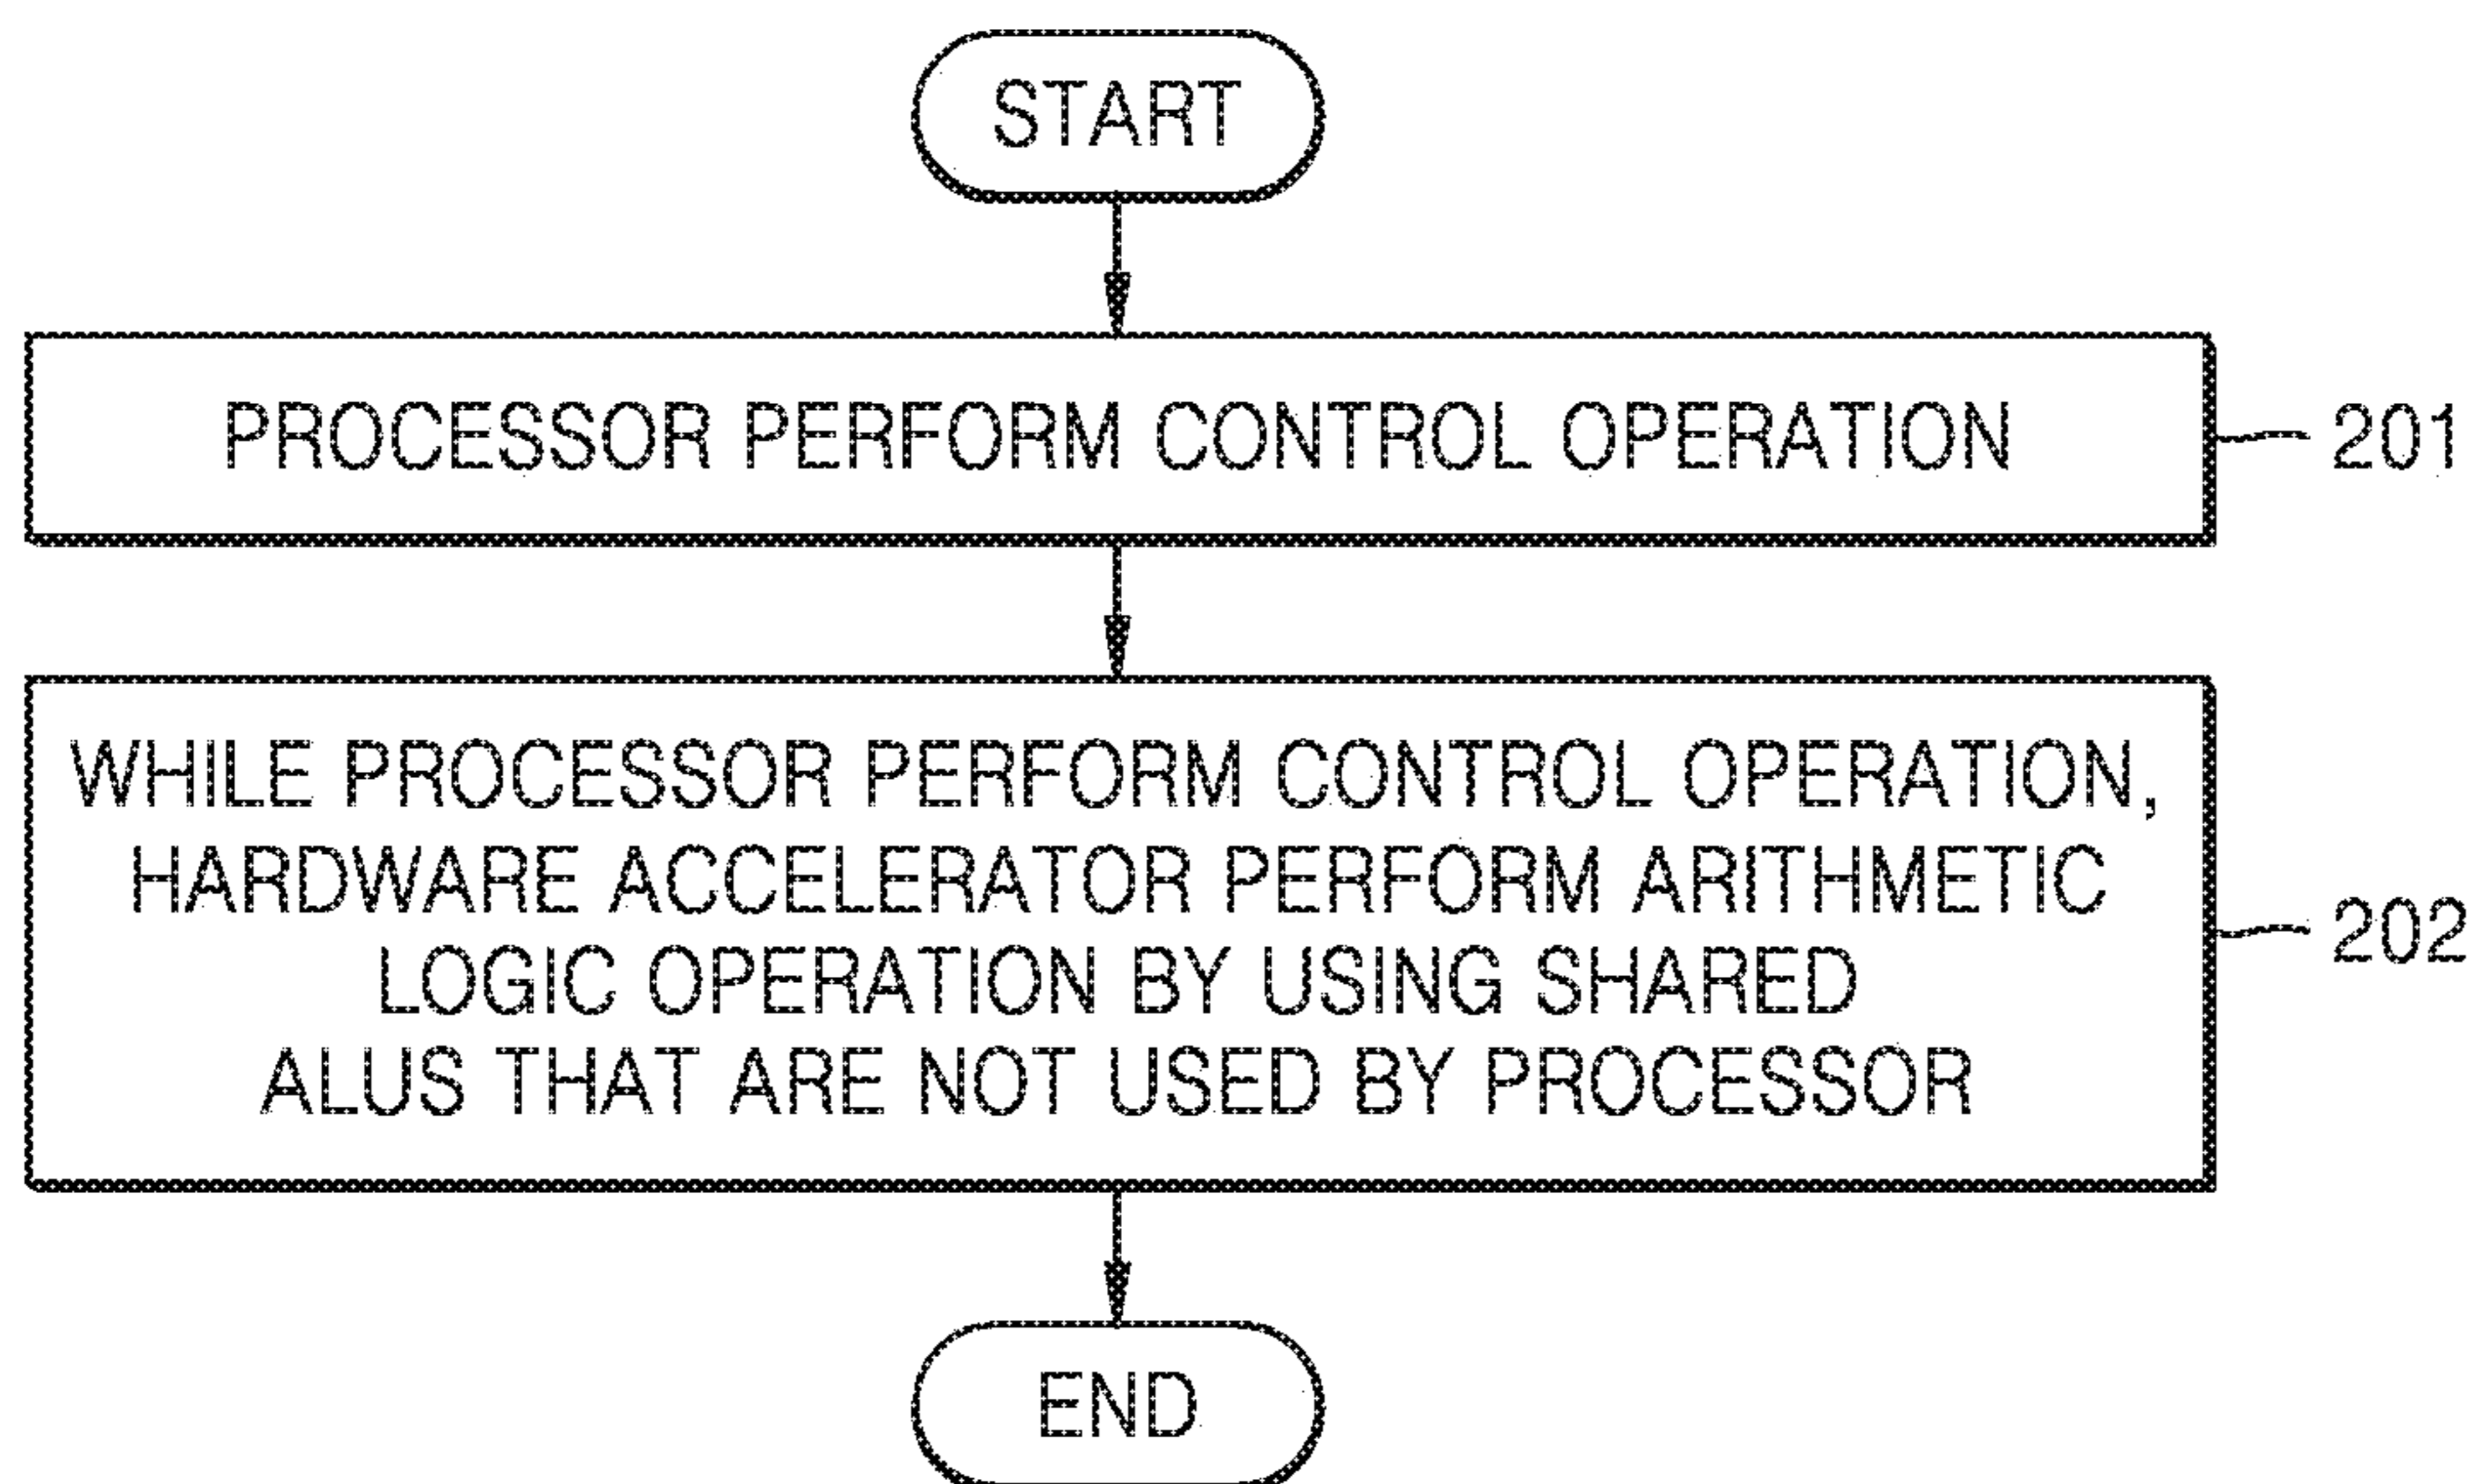 START
PROCESSOR PERFORM CONTROL OPERATION
201
WHILE PROCESSOR PERFORM CONTROL OPERATION,
HARDWARE ACCELERATOR PERFORM ARITHMETIC
LOGIC OPERATION BY USING SHARED
ALUS THAT ARE NOT USED BY PROCESSOR
202
END